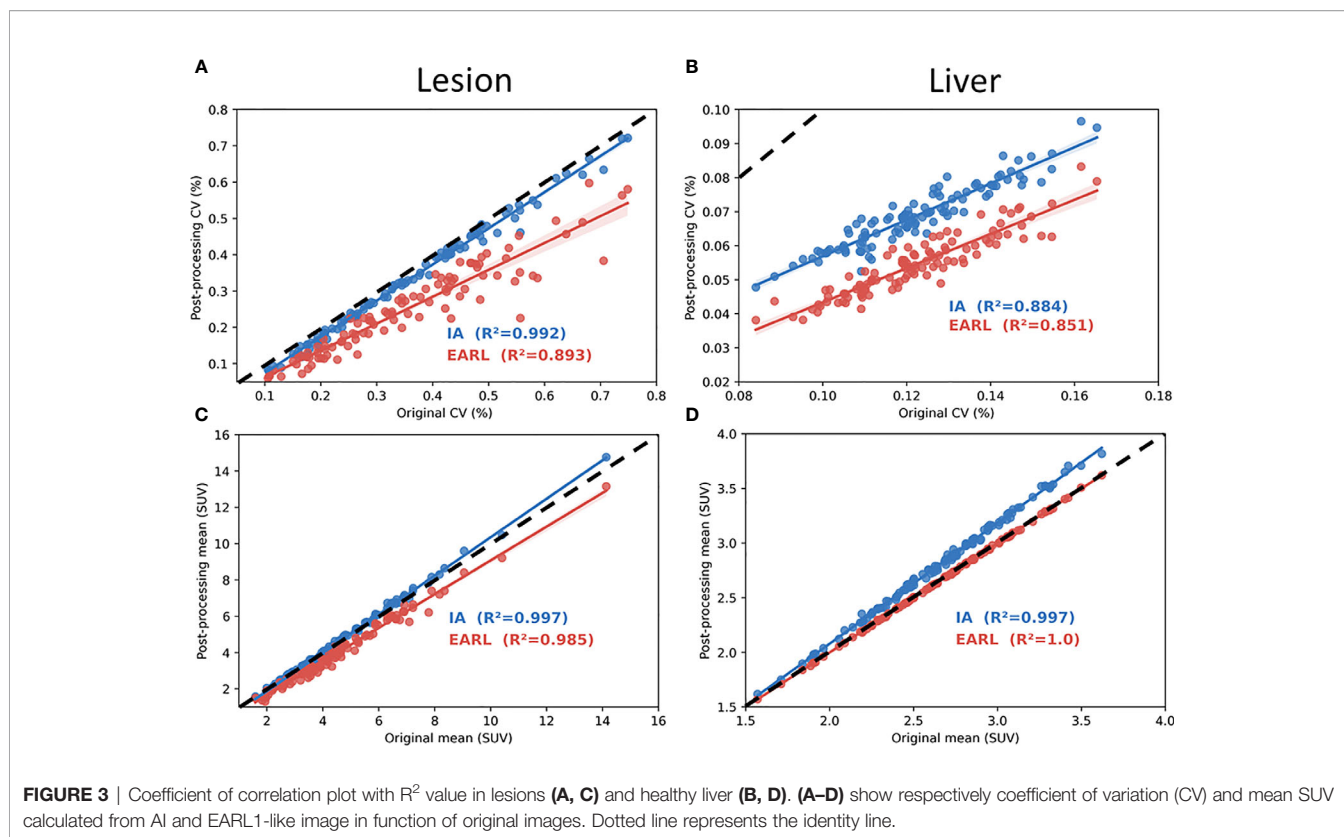 A
Lesion
B
Liver
0.8
0.7
0.6
0.5
0.4
0.3
0.2
0.1
Post-processing CV (%)
IA (R²=0.992)
EARL (R²=0.893)
0.1 0.2 0.3 0.4 0.5 0.6 0.7 0.8
Original CV (%)
0.10
0.09
0.08
0.07
0.06
0.05
0.04
0.03
0.02
Post-processing CV (%)
IA (R²=0.884)
EARL (R²=0.851)
0.08 0.10 0.12 0.14 0.16 0.18
Original CV (%)
C
16
14
12
10
8
6
4
2
Post-processing mean (SUV)
IA (R²=0.997)
EARL (R²=0.985)
2 4 6 8 10 12 14 16
Original mean (SUV)
D
4.0
3.5
3.0
2.5
2.0
1.5
Post-processing mean (SUV)
IA (R²=0.997)
EARL (R²=1.0)
1.5 2.0 2.5 3.0 3.5 4.0
Original mean (SUV)
FIGURE 3 | Coefficient of correlation plot with R² value in lesions (A, C) and healthy liver (B, D). (A–D) show respectively coefficient of variation (CV) and mean SUV
calculated from AI and EARL1-like image in function of original images. Dotted line represents the identity line.